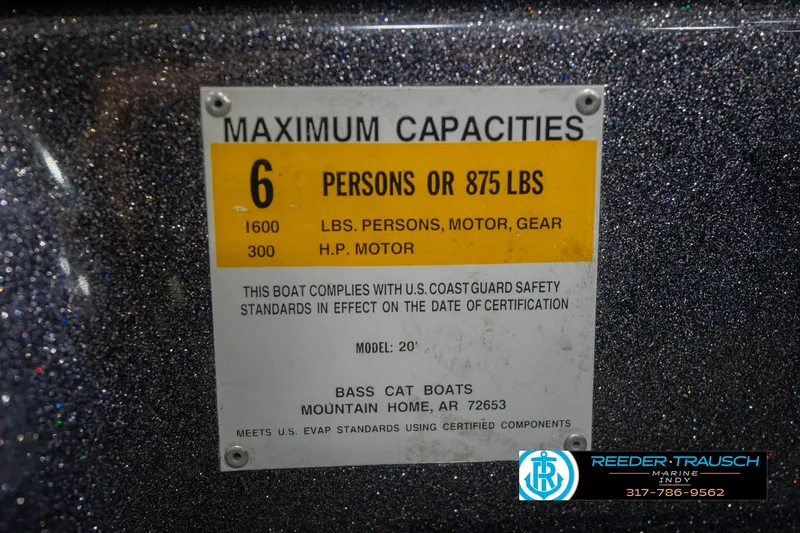 MAXIMUM CAPACITIES
6 PERSONS OR 875 LBS
1600 LBS. PERSONS, MOTOR, GEAR
300 H.P. MOTOR
THIS BOAT COMPLIES WITH U.S. COAST GUARD SAFETY
STANDARDS IN EFFECT ON THE DATE OF CERTIFICATION
MODEL: 20'
BASS CAT BOATS
MOUNTAIN HOME, AR 72653
MEETS U.S. EVAP STANDARDS USING CERTIFIED COMPONENTS
RT
REEDER·TRAUSCH
MARINE
INDY
317-786-9562